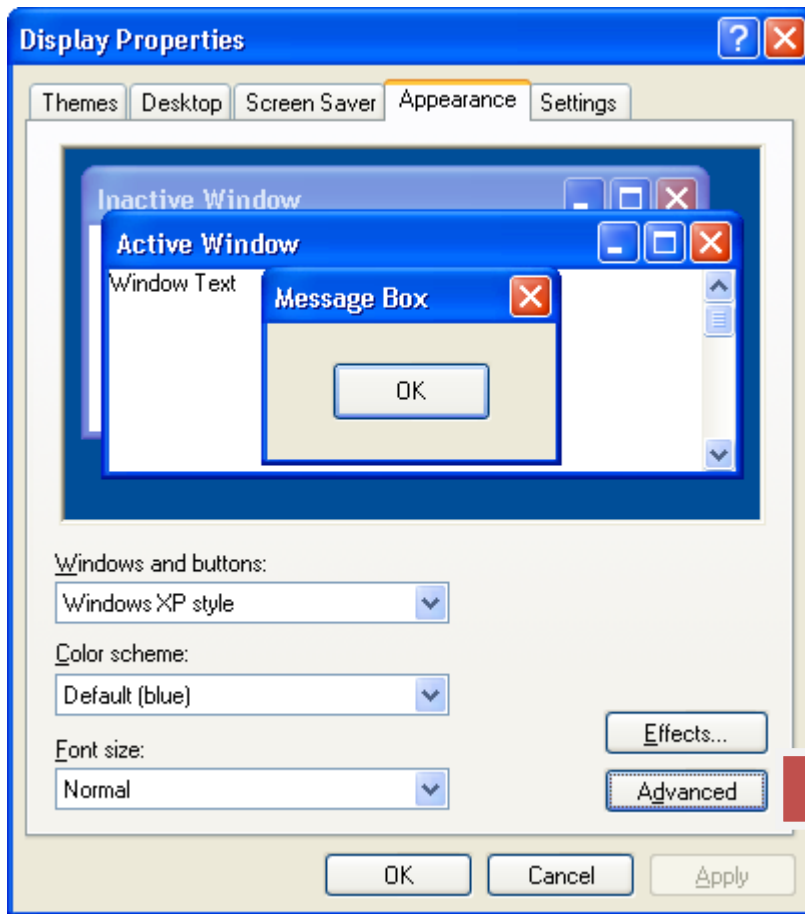 Display Properties
Themes Desktop Screen Saver Appearance Settings
Inactive Window
Active Window
Window Text
Message Box
OK
Windows and buttons:
Windows XP style
Color scheme:
Default (blue)
Effects...
Font size:
Normal
Advanced
OK Cancel Apply